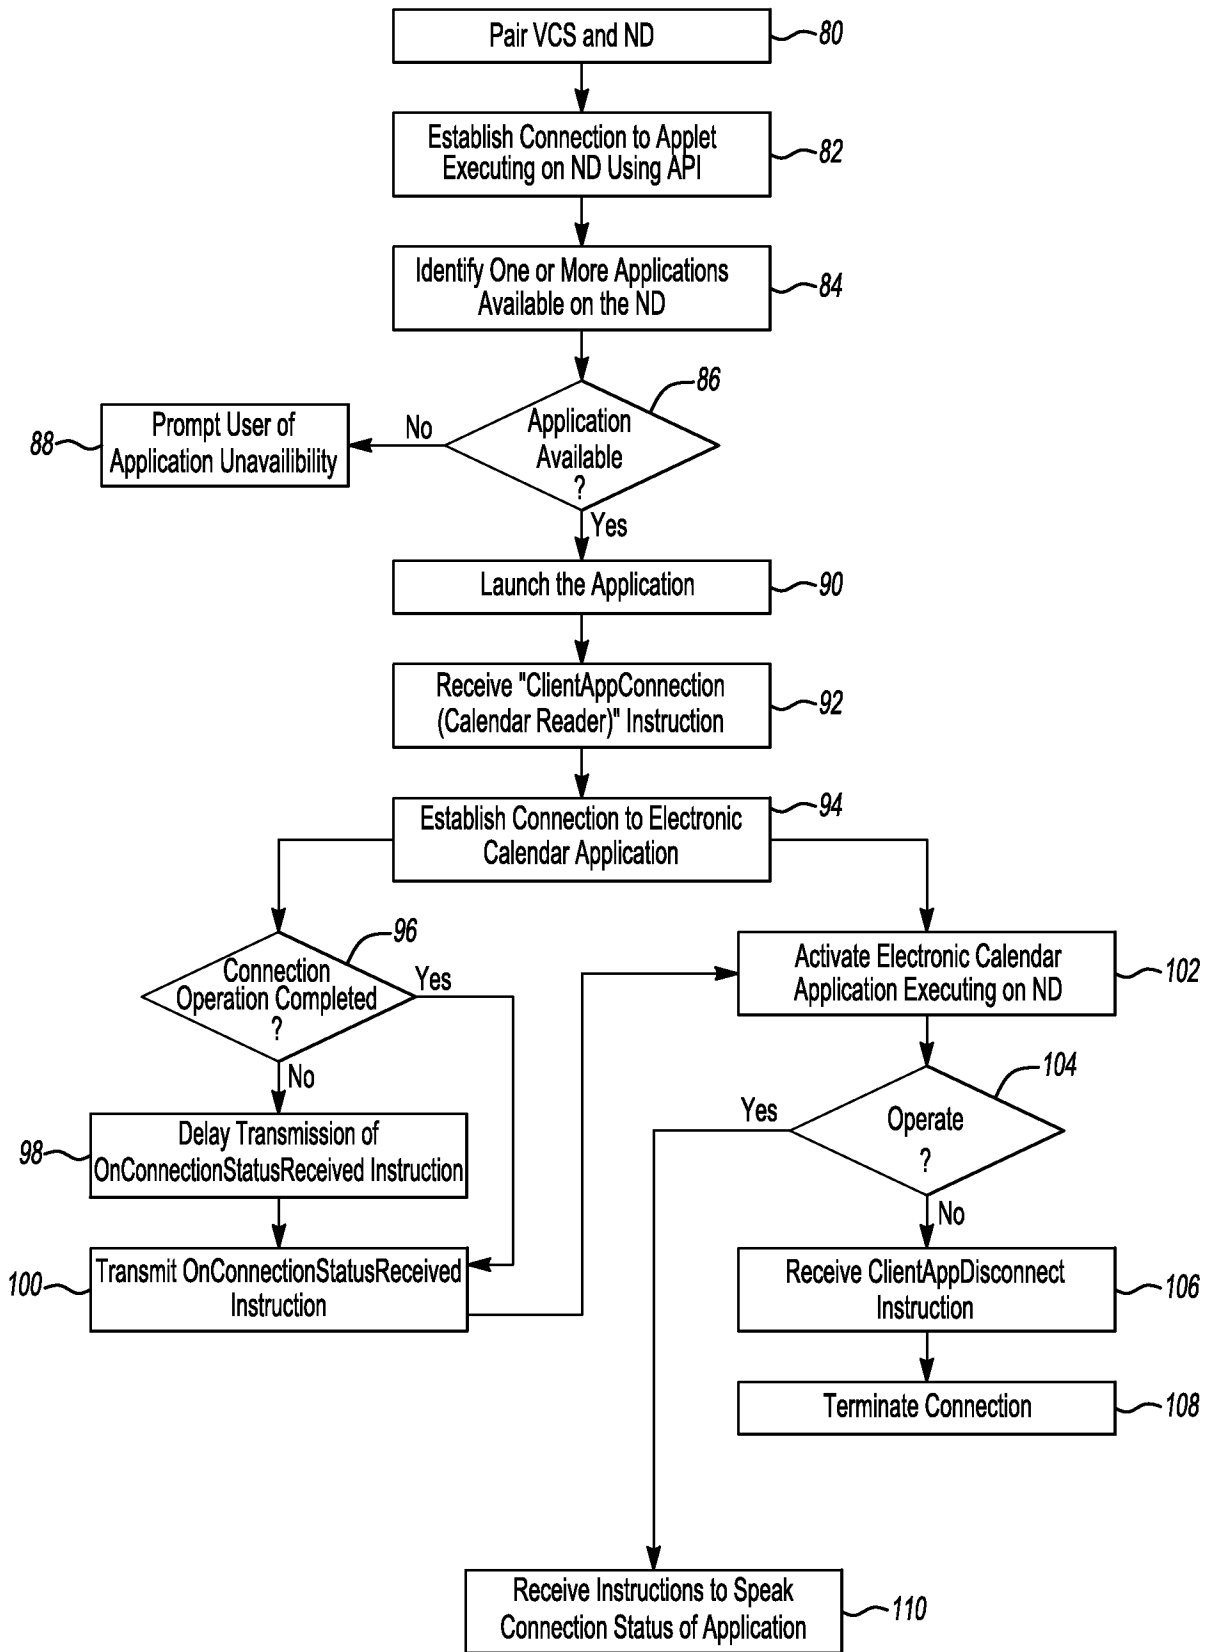 Pair VCS and ND
80
Establish Connection to Applet
Executing on ND Using API
82
Identify One or More Applications
Available on the ND
84
86
Application
Available
?
No
Prompt User of
Application Unavailibility
88
Yes
Launch the Application
90
Receive "ClientAppConnection
(Calendar Reader)" Instruction
92
Establish Connection to Electronic
Calendar Application
94
96
Connection
Operation Completed
?
Yes
No
Delay Transmission of
OnConnectionStatusReceived Instruction
98
Transmit OnConnectionStatusReceived
Instruction
100
Activate Electronic Calendar
Application Executing on ND
102
104
Operate
?
Yes
No
Receive ClientAppDisconnect
Instruction
106
Terminate Connection
108
Receive Instructions to Speak
Connection Status of Application
110